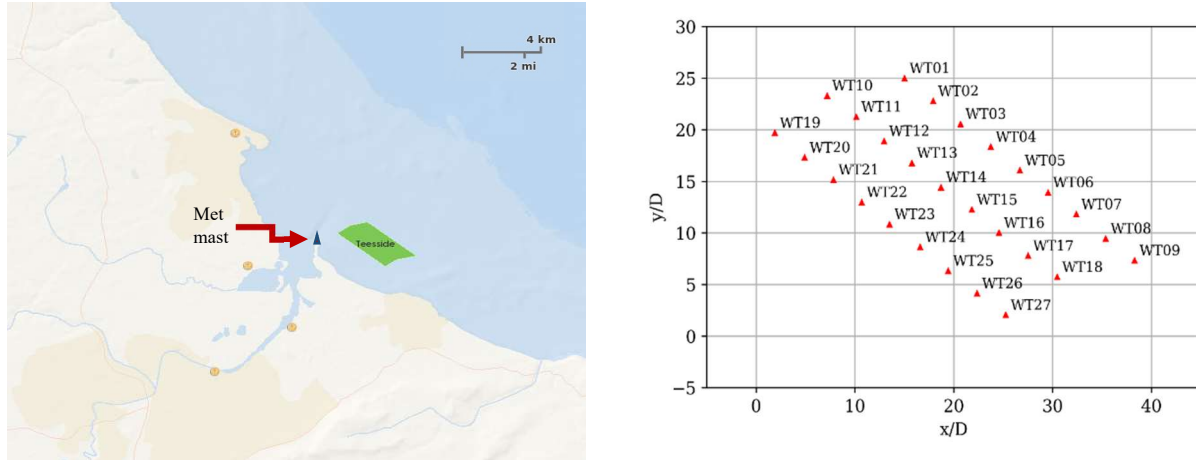 4 km
2 mi
Met
mast
Teesside
30
25
20
15
10
5
0
−5
y/D
WT01
WT10
WT02
WT11
WT03
WT19
WT12
WT04
WT20
WT13
WT05
WT21
WT14
WT06
WT22
WT15
WT07
WT23
WT16
WT08
WT24
WT17
WT09
WT25
WT18
WT26
WT27
0 10 20 30 40
x/D